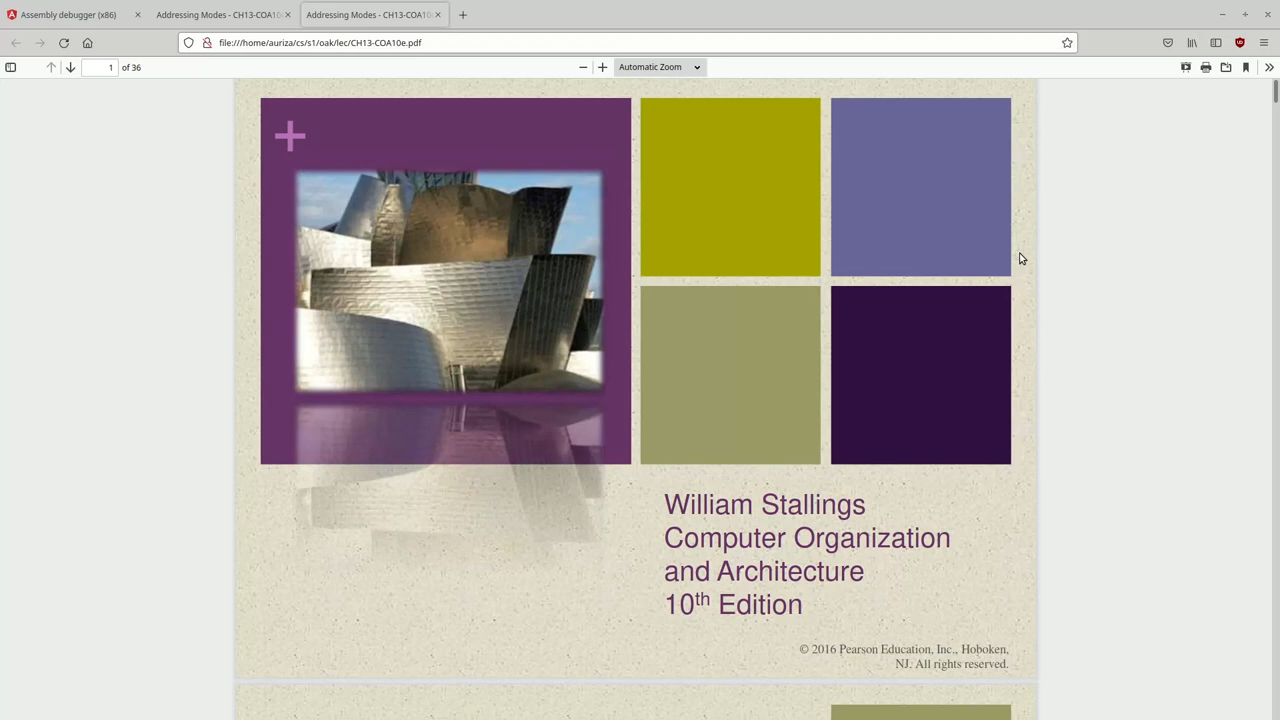 Assembly debugger (x86)
Addressing Modes - CH13-COA10
Addressing Modes - CH13-COA10
file:///home/auriza/cs/s1/oak/lec/CH13-COA10e.pdf
1 of 36
Automatic Zoom
William Stallings
Computer Organization
and Architecture
10th Edition
© 2016 Pearson Education, Inc., Hoboken,
NJ. All rights reserved.